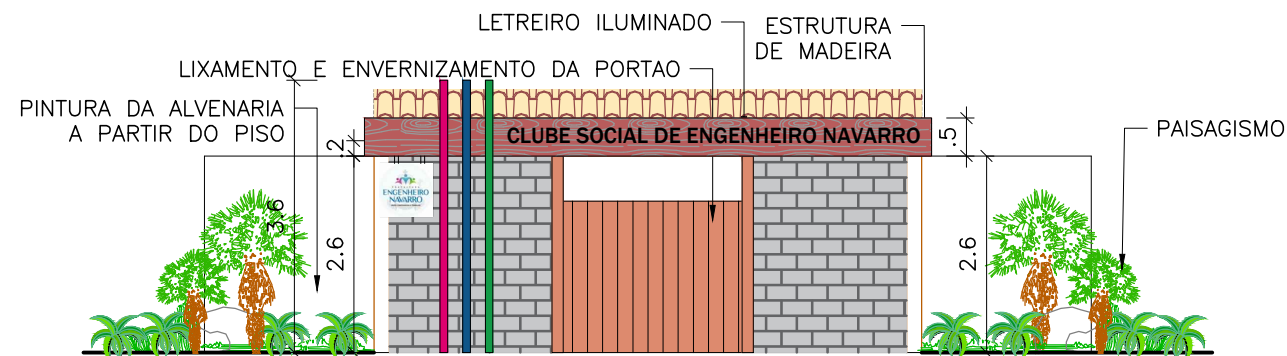 LETREIRO ILUMINADO
ESTRUTURA
DE MADEIRA
LIXAMENTO E ENVERNIZAMENTO DA PORTAO
PINTURA DA ALVENARIA
A PARTIR DO PISO
CLUBE SOCIAL DE ENGENHEIRO NAVARRO
PAISAGISMO
.2
.5
ENGENHEIRO
NAVARRO
3.6
2.6
2.6